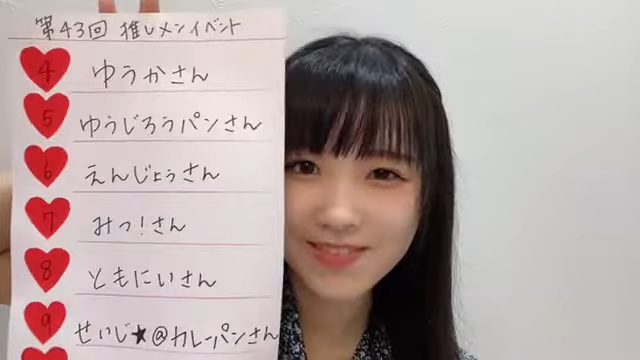 第43回 推しメンイベント
4 ゆうかさん
5 ゆうじろうパンさん
6 えんじょうさん
7 みつ！さん
8 ともにいさん
9 せいじ★@カレーパンさん